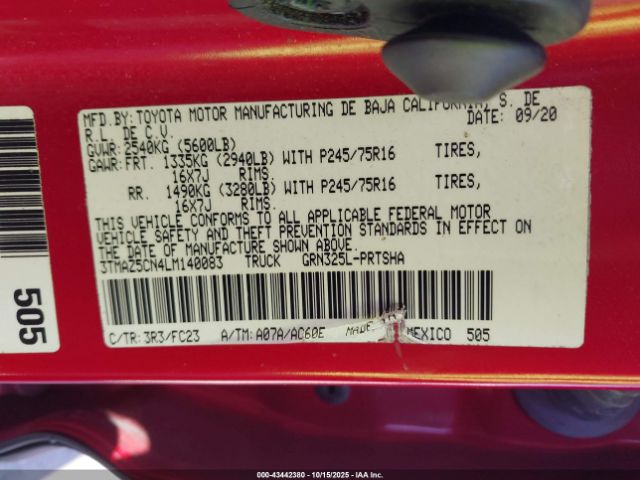 MFD.BY: TOYOTA MOTOR MANUFACTURING DE BAJA CALIFORNIA, S. DE
R.L. DE C.V. DATE: 09/20
GVWR: 2540KG (5600LB)
GAWR: FRT. 1335KG (2940LB) WITH P245/75R16 TIRES,
16X7J RIMS.
RR. 1490KG (3280LB) WITH P245/75R16 TIRES,
16X7J RIMS.
THIS VEHICLE CONFORMS TO ALL APPLICABLE FEDERAL MOTOR
VEHICLE SAFETY AND THEFT PREVENTION STANDARDS IN EFFECT ON
THE DATE OF MANUFACTURE SHOWN ABOVE.
3TMAZ5CN4LM140083 TRUCK GRN325L-PRTSHA
C/TR: 3R3/FC23 A/TM: A07A/AC60E MADE MEXICO 505
505
000-43442380 - 10/15/2025 - IAAI, Inc.